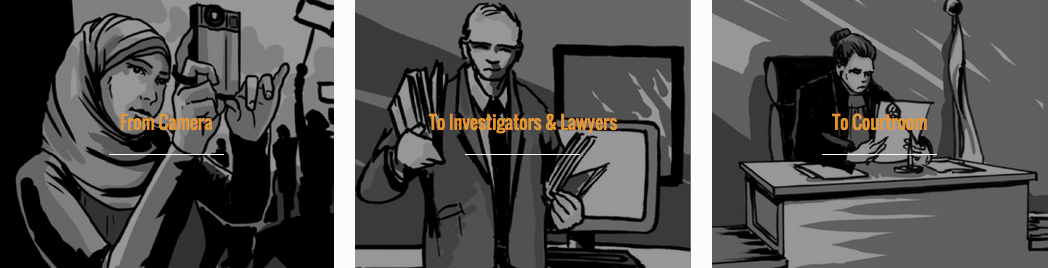 From Camera
To Investigators & Lawyers
To Courtroom